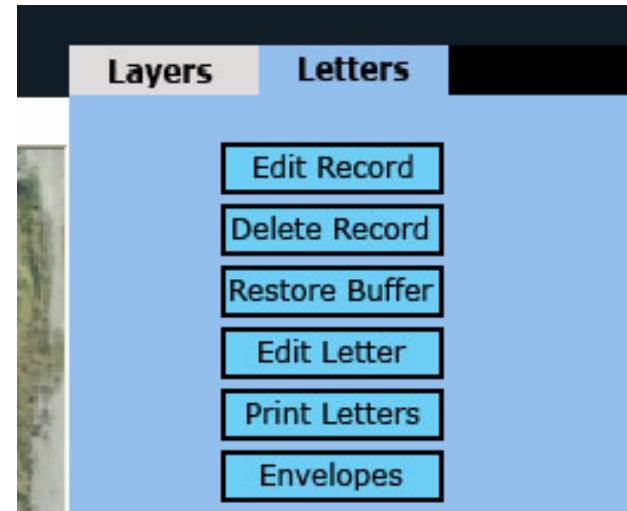 Layers Letters
Edit Record
Delete Record
Restore Buffer
Edit Letter
Print Letters
Envelopes